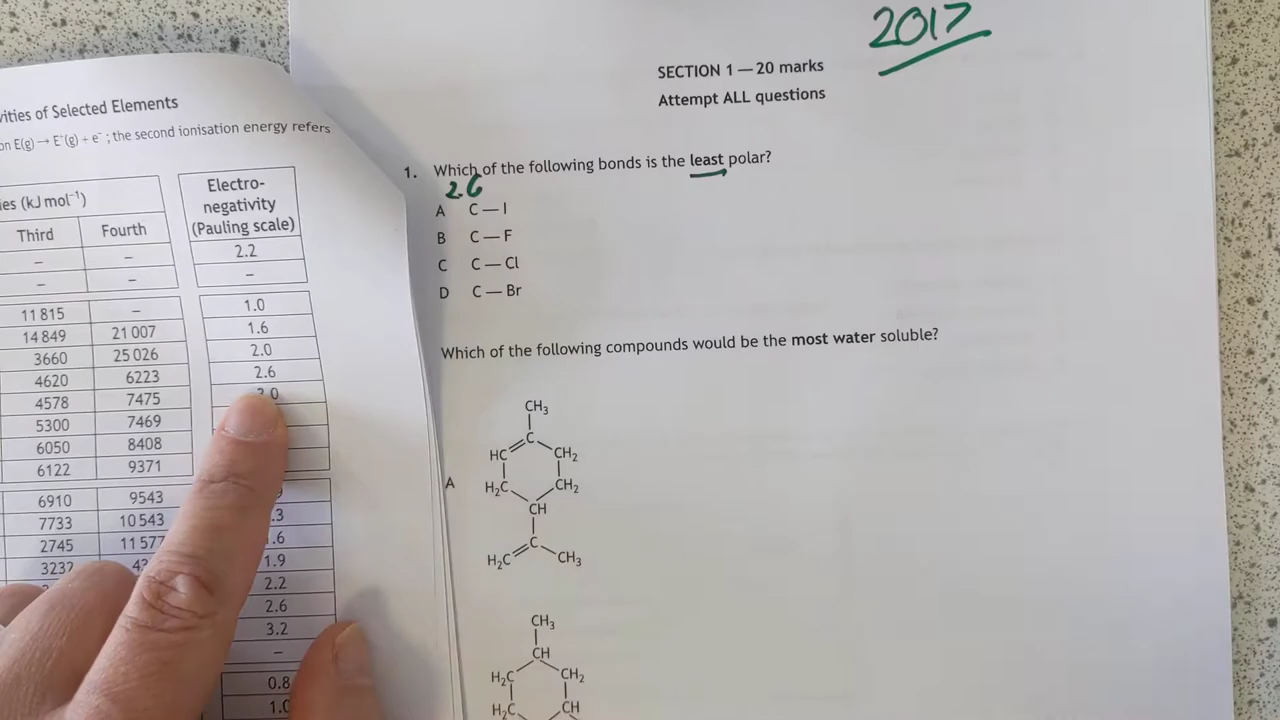 2017
SECTION 1 — 20 marks
Attempt ALL questions
1. Which of the following bonds is the least polar?
2.6
A C — I
B C — F
C C — Cl
D C — Br
Which of the following compounds would be the most water soluble?
A
CH₃
C
HC CH₂
H₂C CH₂
CH
C
H₂C CH₃
CH₃
CH
H₂C CH₂
H₂C CH
of Selected Elements
E(g) → E⁺(g) + e⁻ ; the second ionisation energy refers
(kJ mol⁻¹)
Third Fourth
Electro-
negativity
(Pauling scale)
– – 2.2
– – –
11 815 – 1.0
14 849 21 007 1.6
3660 25 026 2.0
4620 6223 2.6
4578 7475
5300 7469
6050 8408
6122 9371
6910 9543
7733 10 543
2745
3232 1.9
2.2
2.6
3.2
–
0.8